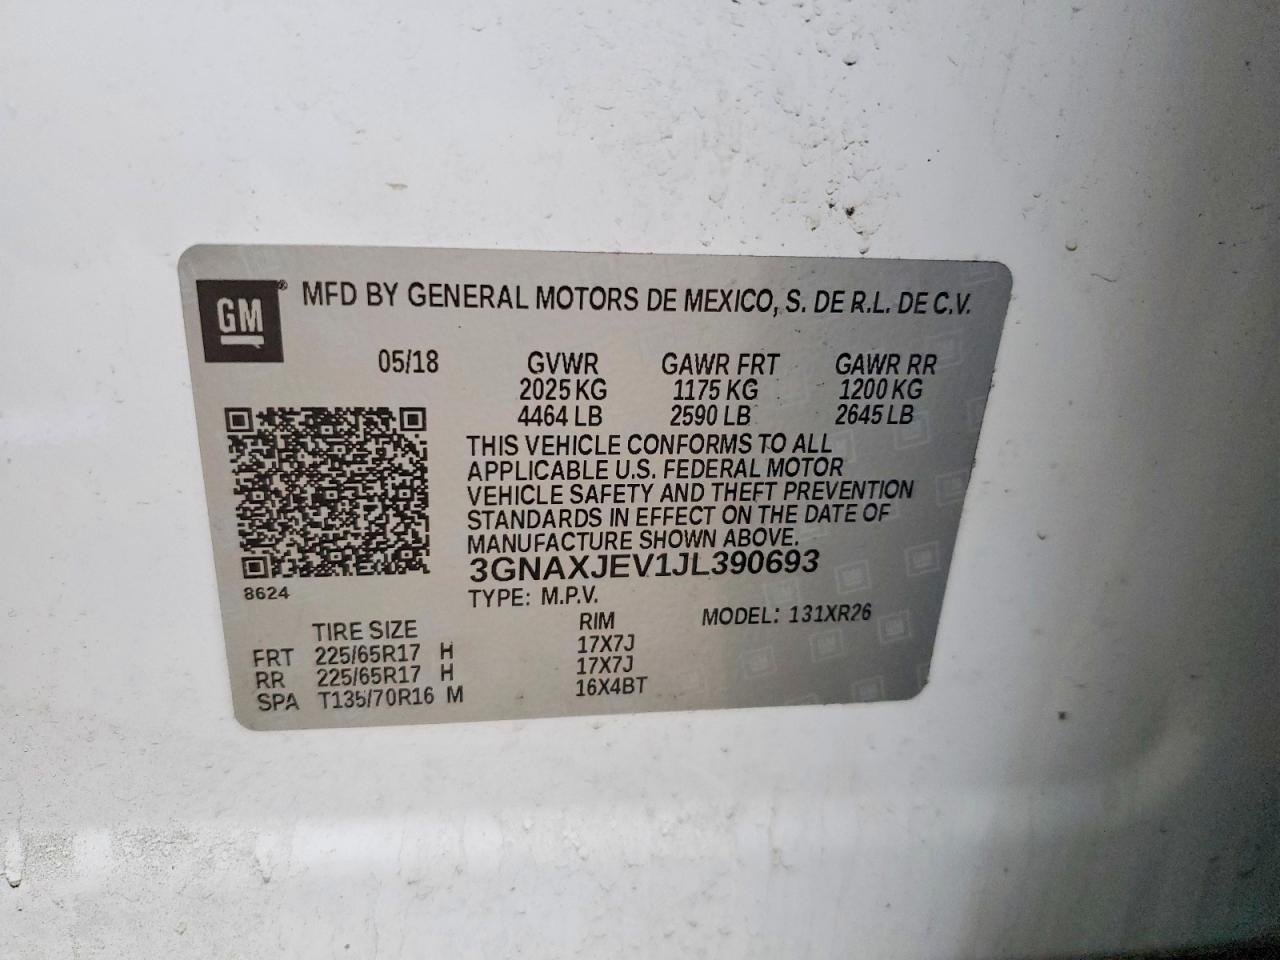 GM® MFD BY GENERAL MOTORS DE MEXICO, S. DE R.L. DE C.V.
05/18 GVWR GAWR FRT GAWR RR
2025 KG 1175 KG 1200 KG
4464 LB 2590 LB 2645 LB
THIS VEHICLE CONFORMS TO ALL
APPLICABLE U.S. FEDERAL MOTOR
VEHICLE SAFETY AND THEFT PREVENTION
STANDARDS IN EFFECT ON THE DATE OF
MANUFACTURE SHOWN ABOVE.
3GNAXJEV1JL390693
8624
TYPE: M.P.V. MODEL: 131XR26
TIRE SIZE RIM
FRT 225/65R17 H 17X7J
RR 225/65R17 H 17X7J
SPA T135/70R16 M 16X4BT